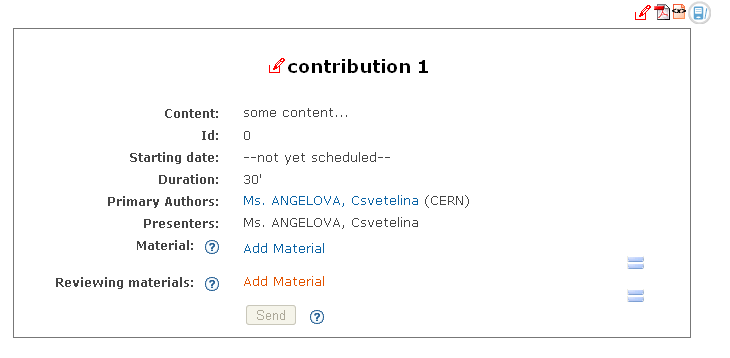 contribution 1
Content: some content...
Id: 0
Starting date: --not yet scheduled--
Duration: 30'
Primary Authors: Ms. ANGELOVA, Csvetelina (CERN)
Presenters: Ms. ANGELOVA, Csvetelina
Material: ? Add Material
Reviewing materials: ? Add Material
Send ?